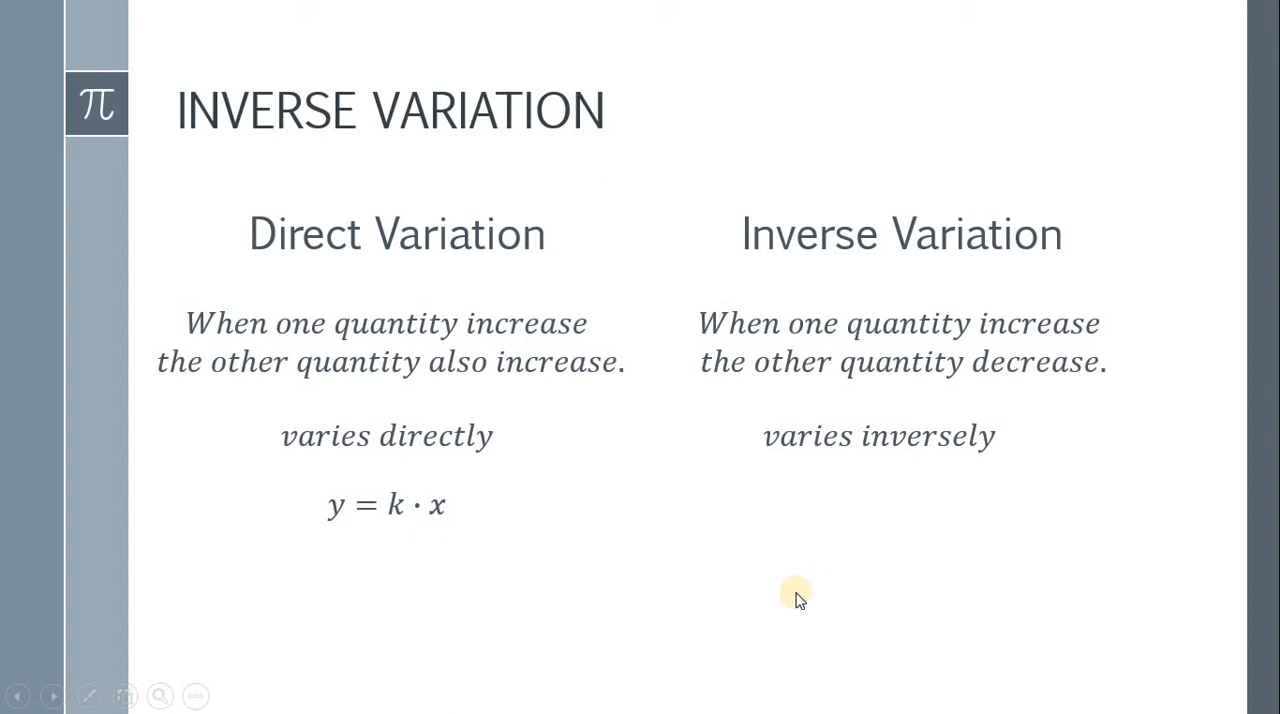 π
INVERSE VARIATION
Direct Variation
When one quantity increase
the other quantity also increase.
varies directly
y = k · x
Inverse Variation
When one quantity increase
the other quantity decrease.
varies inversely